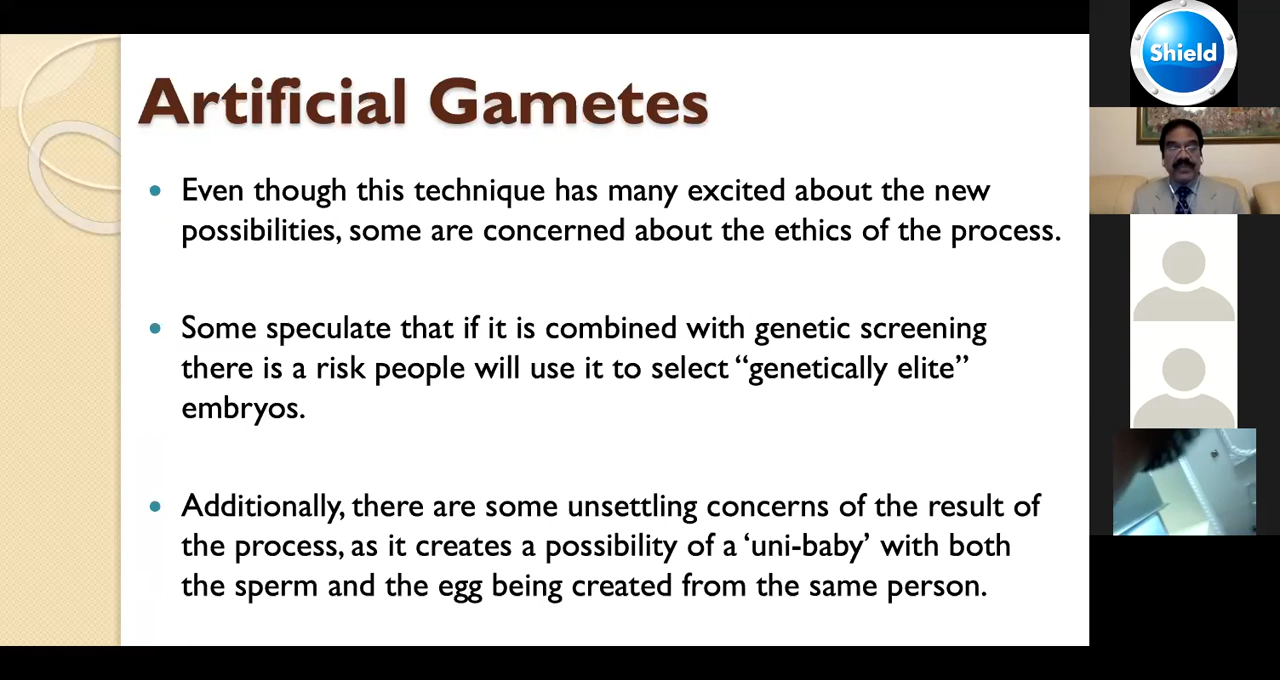 Artificial Gametes
Even though this technique has many excited about the new
possibilities, some are concerned about the ethics of the process.
Some speculate that if it is combined with genetic screening
there is a risk people will use it to select “genetically elite”
embryos.
Additionally, there are some unsettling concerns of the result of
the process, as it creates a possibility of a ‘uni-baby’ with both
the sperm and the egg being created from the same person.
Shield